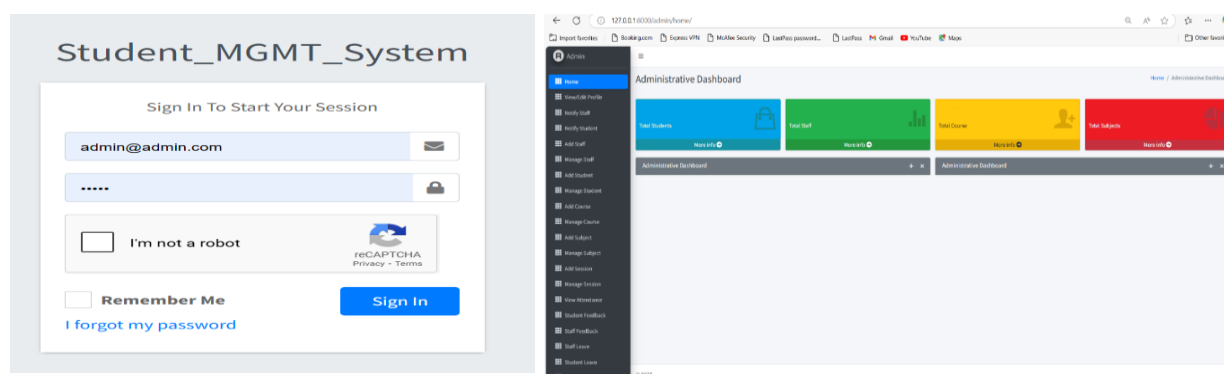 Student_MGMT_System
Sign In To Start Your Session
admin@admin.com
•••••
I'm not a robot
reCAPTCHA
Privacy - Terms
Remember Me
Sign In
I forgot my password
127.0.0.1:8000/admin/home/
Import favorites Booking.com Express VPN McAfee Security LastPass password... LastPass Gmail YouTube Maps Other favorit
Admin
Home
View/Edit Profile
Notify Staff
Notify Student
Add Staff
Manage Staff
Add Student
Manage Student
Add Course
Manage Course
Add Subject
Manage Subject
Add Session
Manage Session
View Attendance
Student Feedback
Staff Feedback
Staff Leave
Student Leave
Administrative Dashboard
Home / Administrative Dashboa
Total Students
More info
Total Staff
More info
Total Course
More info
Total Subjects
More info
Administrative Dashboard
Administrative Dashboard